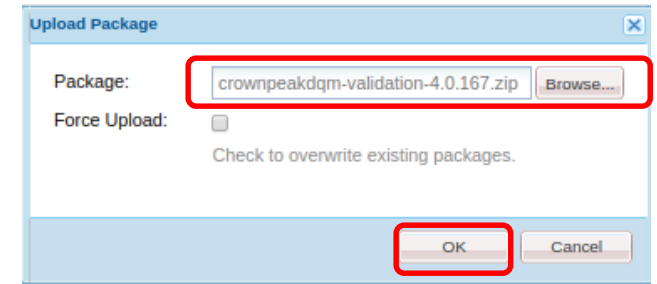 Upload Package
Package: crownpeakdqm-validation-4.0.167.zip Browse...
Force Upload:
Check to overwrite existing packages.
OK Cancel